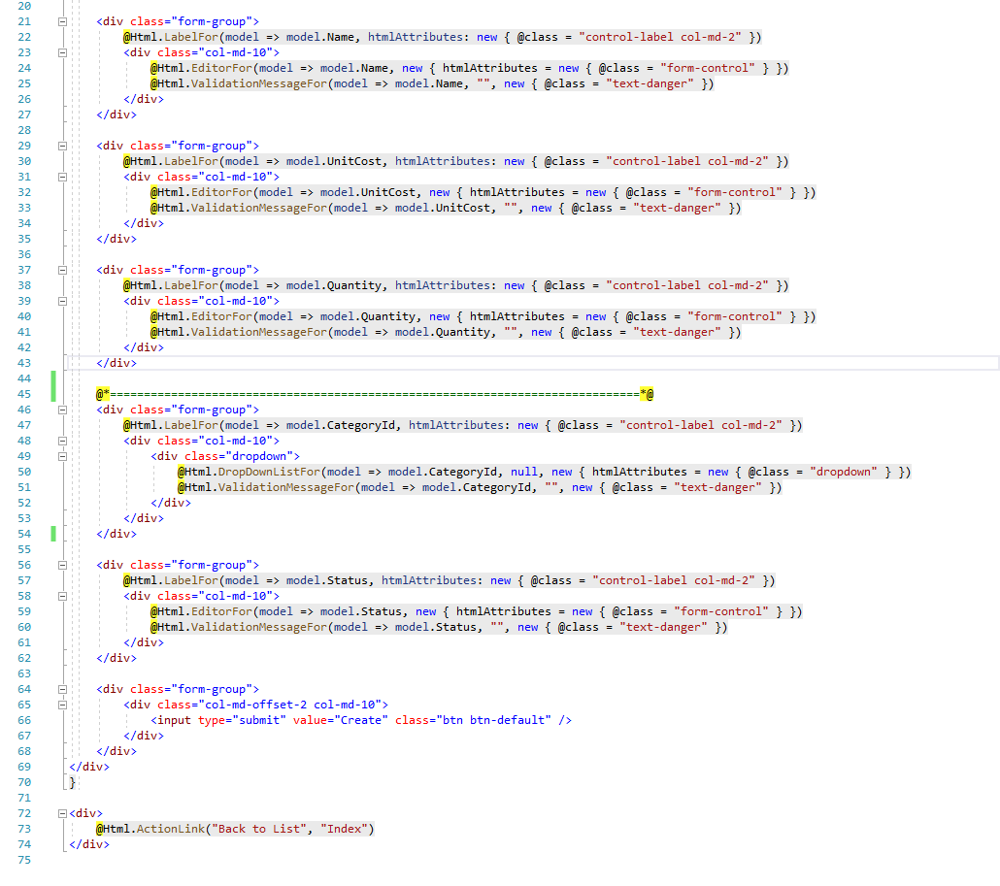 20
21 <div class="form-group">
22 @Html.LabelFor(model => model.Name, htmlAttributes: new { @class = "control-label col-md-2" })
23 <div class="col-md-10">
24 @Html.EditorFor(model => model.Name, new { htmlAttributes = new { @class = "form-control" } })
25 @Html.ValidationMessageFor(model => model.Name, "", new { @class = "text-danger" })
26 </div>
27 </div>
28
29 <div class="form-group">
30 @Html.LabelFor(model => model.UnitCost, htmlAttributes: new { @class = "control-label col-md-2" })
31 <div class="col-md-10">
32 @Html.EditorFor(model => model.UnitCost, new { htmlAttributes = new { @class = "form-control" } })
33 @Html.ValidationMessageFor(model => model.UnitCost, "", new { @class = "text-danger" })
34 </div>
35 </div>
36
37 <div class="form-group">
38 @Html.LabelFor(model => model.Quantity, htmlAttributes: new { @class = "control-label col-md-2" })
39 <div class="col-md-10">
40 @Html.EditorFor(model => model.Quantity, new { htmlAttributes = new { @class = "form-control" } })
41 @Html.ValidationMessageFor(model => model.Quantity, "", new { @class = "text-danger" })
42 </div>
43 </div>
44
45 @*==============================================================================*@
46 <div class="form-group">
47 @Html.LabelFor(model => model.CategoryId, htmlAttributes: new { @class = "control-label col-md-2" })
48 <div class="col-md-10">
49 <div class="dropdown">
50 @Html.DropDownListFor(model => model.CategoryId, null, new { htmlAttributes = new { @class = "dropdown" } })
51 @Html.ValidationMessageFor(model => model.CategoryId, "", new { @class = "text-danger" })
52 </div>
53 </div>
54 </div>
55
56 <div class="form-group">
57 @Html.LabelFor(model => model.Status, htmlAttributes: new { @class = "control-label col-md-2" })
58 <div class="col-md-10">
59 @Html.EditorFor(model => model.Status, new { htmlAttributes = new { @class = "form-control" } })
60 @Html.ValidationMessageFor(model => model.Status, "", new { @class = "text-danger" })
61 </div>
62 </div>
63
64 <div class="form-group">
65 <div class="col-md-offset-2 col-md-10">
66 <input type="submit" value="Create" class="btn btn-default" />
67 </div>
68 </div>
69 </div>
70 }
71
72 <div>
73 @Html.ActionLink("Back to List", "Index")
74 </div>
75